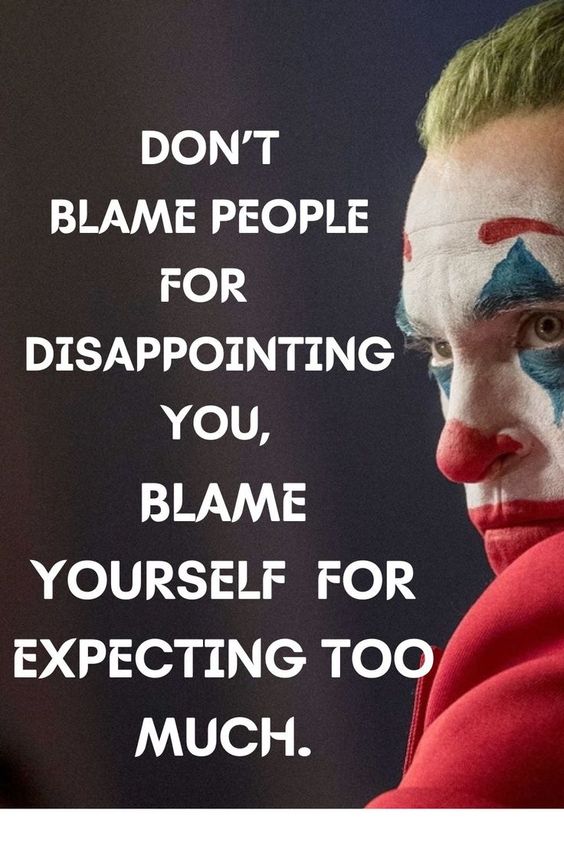 DON'T
BLAME PEOPLE
FOR
DISAPPOINTING
YOU,
BLAME
YOURSELF FOR
EXPECTING TOO
MUCH.